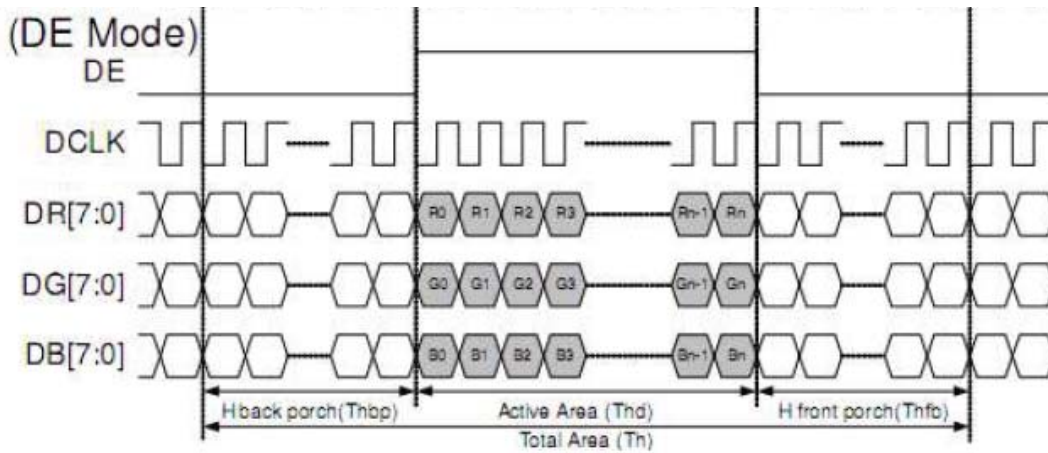 (DE Mode)
DE
DCLK
DR[7:0] R0 R1 R2 R3 Rn-1 Rn
DG[7:0] G0 G1 G2 G3 Gn-1 Gn
DB[7:0] B0 B1 B2 B3 Bn-1 Bn
H back porch(Thbp) Active Area (Thd) H front porch(Thfb)
Total Area (Th)